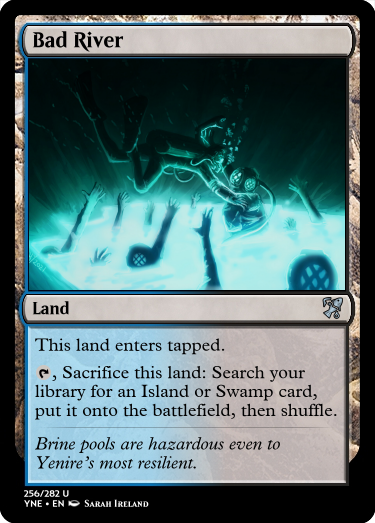 Bad River
Land
This land enters tapped.
, Sacrifice this land: Search your
library for an Island or Swamp card,
put it onto the battlefield, then shuffle.
Brine pools are hazardous even to
Yenire's most resilient.
256/282 U
YNE • EN Sarah Ireland